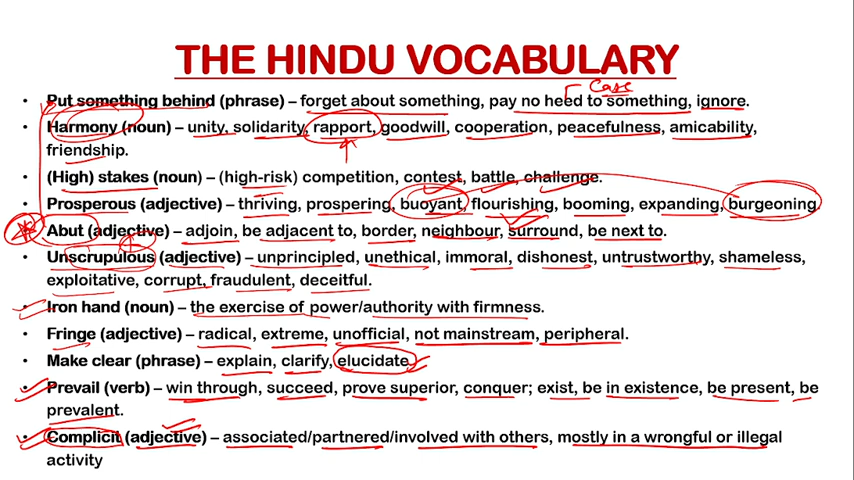 THE HINDU VOCABULARY
Case
• Put something behind (phrase) – forget about something, pay no heed to something, ignore.
• Harmony (noun) – unity, solidarity, rapport, goodwill, cooperation, peacefulness, amicability,
friendship.
• (High) stakes (noun) – (high-risk) competition, contest, battle, challenge.
• Prosperous (adjective) – thriving, prospering, buoyant, flourishing, booming, expanding, burgeoning
• Abut (adjective) – adjoin, be adjacent to, border, neighbour, surround, be next to.
• Unscrupulous (adjective) – unprincipled, unethical, immoral, dishonest, untrustworthy, shameless,
exploitative, corrupt, fraudulent, deceitful.
• Iron hand (noun) – the exercise of power/authority with firmness.
• Fringe (adjective) – radical, extreme, unofficial, not mainstream, peripheral.
• Make clear (phrase) – explain, clarify, elucidate
• Prevail (verb) – win through, succeed, prove superior, conquer; exist, be in existence, be present, be
prevalent.
• Complicit (adjective) – associated/partnered/involved with others, mostly in a wrongful or illegal
activity